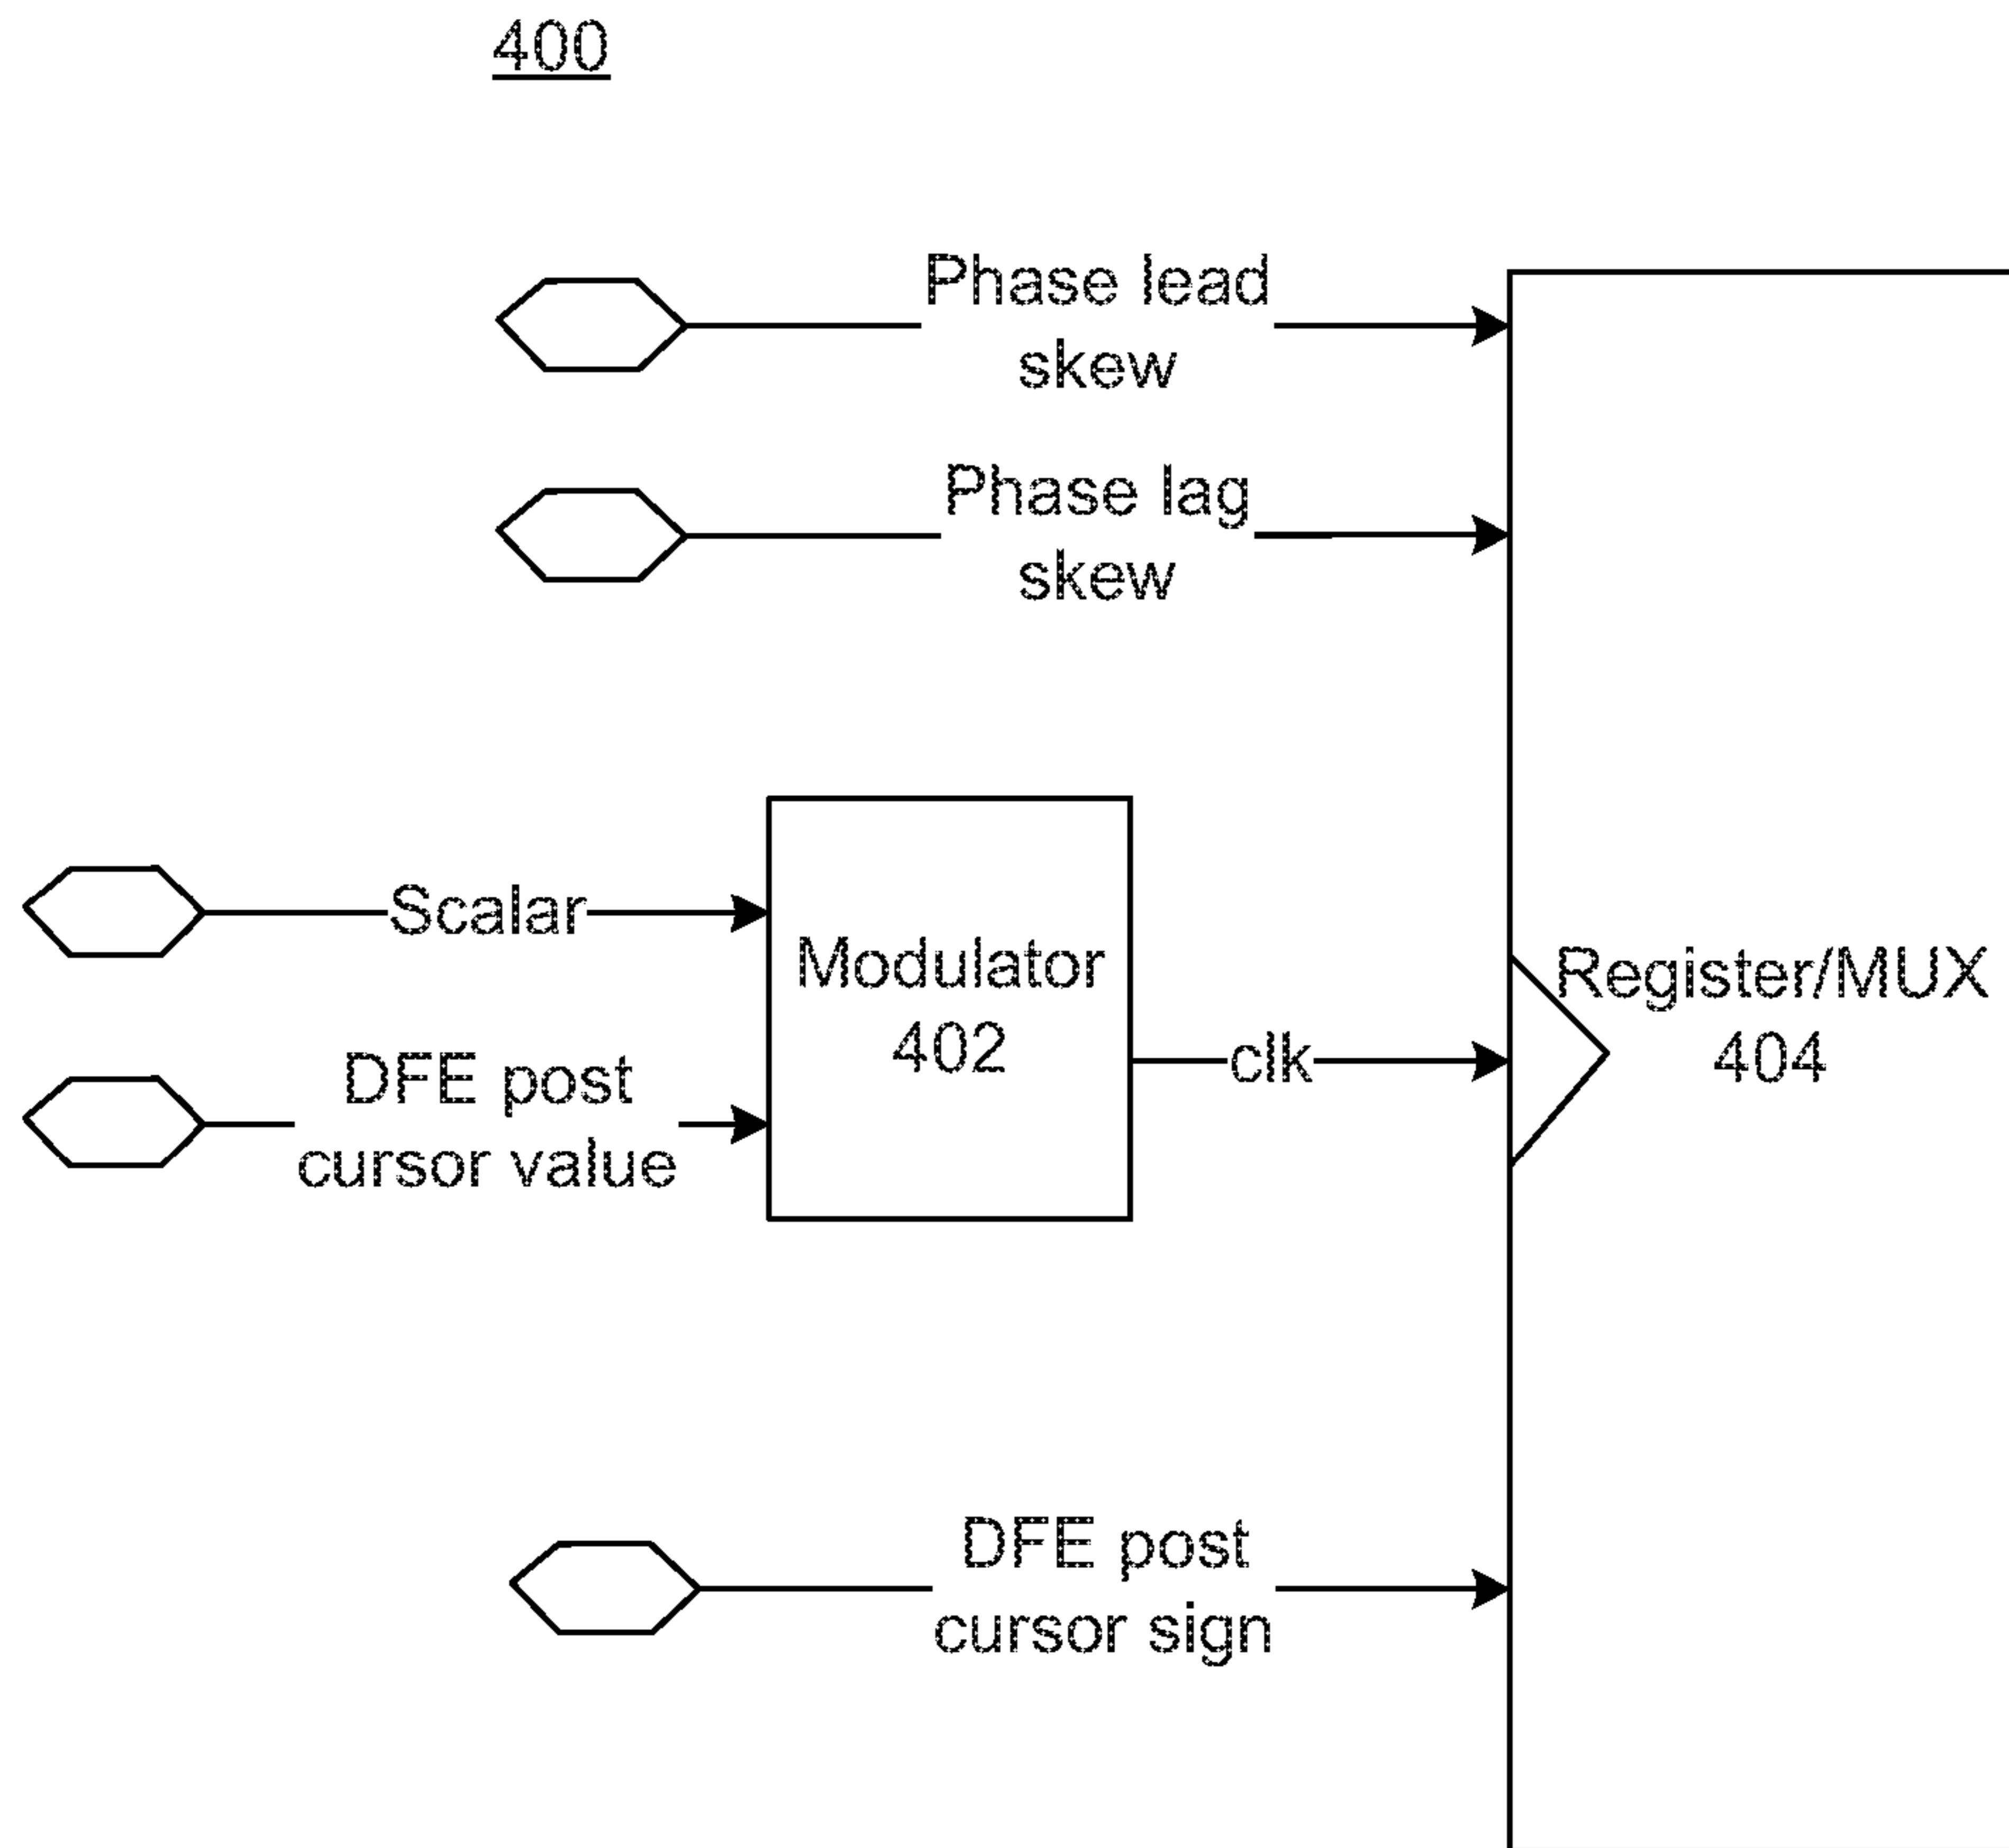 400
Phase lead
skew
Phase lag
skew
Scalar
DFE post
cursor value
Modulator
402
clk
Register/MUX
404
DFE post
cursor sign